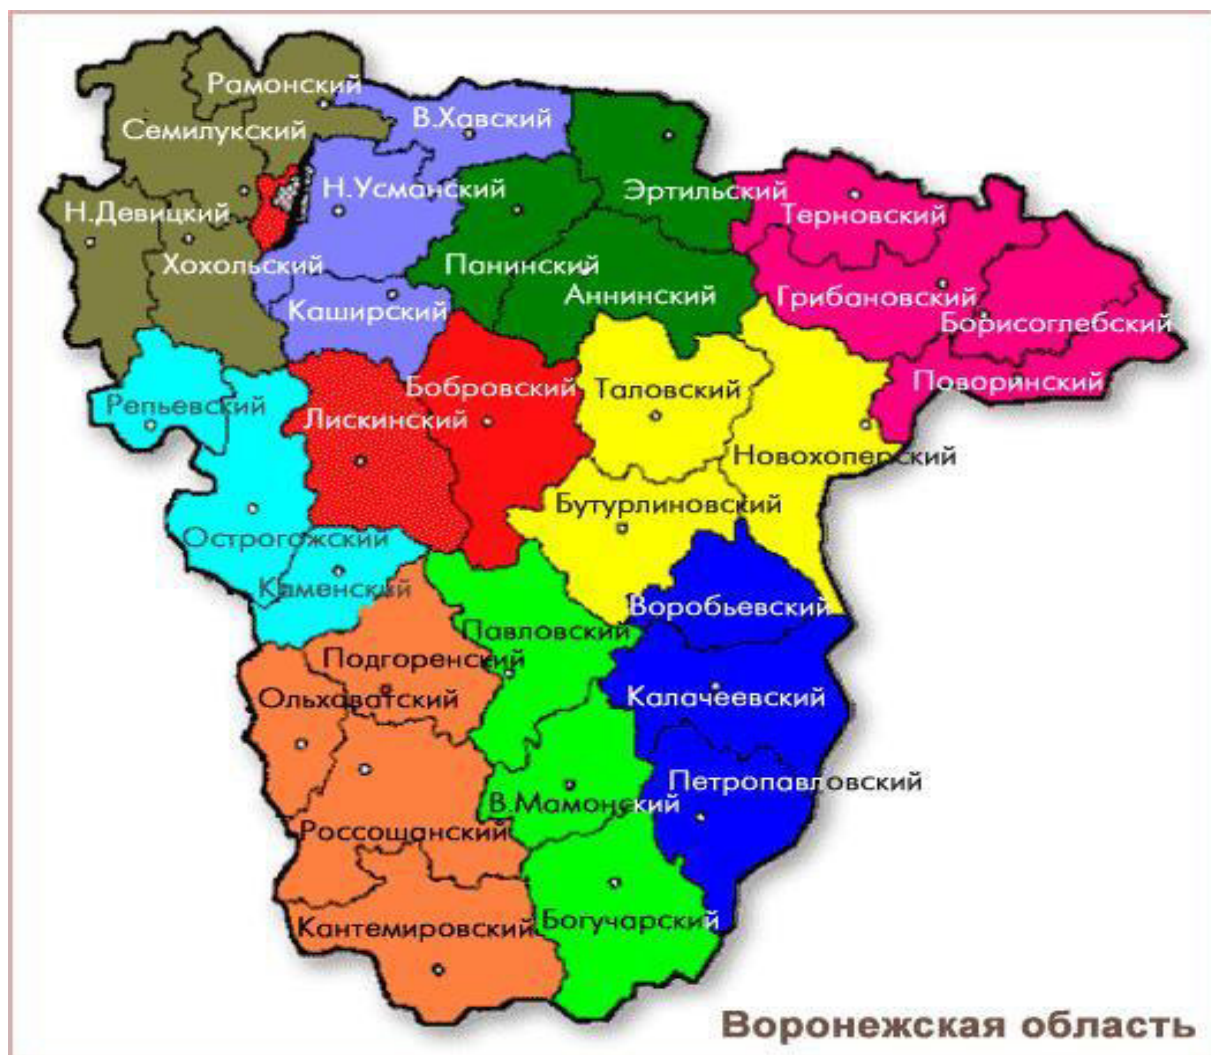 Рамонский
В.Хавский
Семилукский
Н.Усманский
Эртильский
Н.Девицкий
Терновский
Хохольский
Панинский
Аннинский
Грибановский
Каширский
Борисоглебский
Поворинский
Бобровский
Таловский
Репьевский
Лискинский
Новохоперский
Бутурлиновский
Острогожский
Каменский
Воробьевский
Павловский
Подгоренский
Ольхаватский
Калачеевский
Петропавловский
В.Мамонский
Россошанский
Богучарский
Кантемировский
Воронежская область